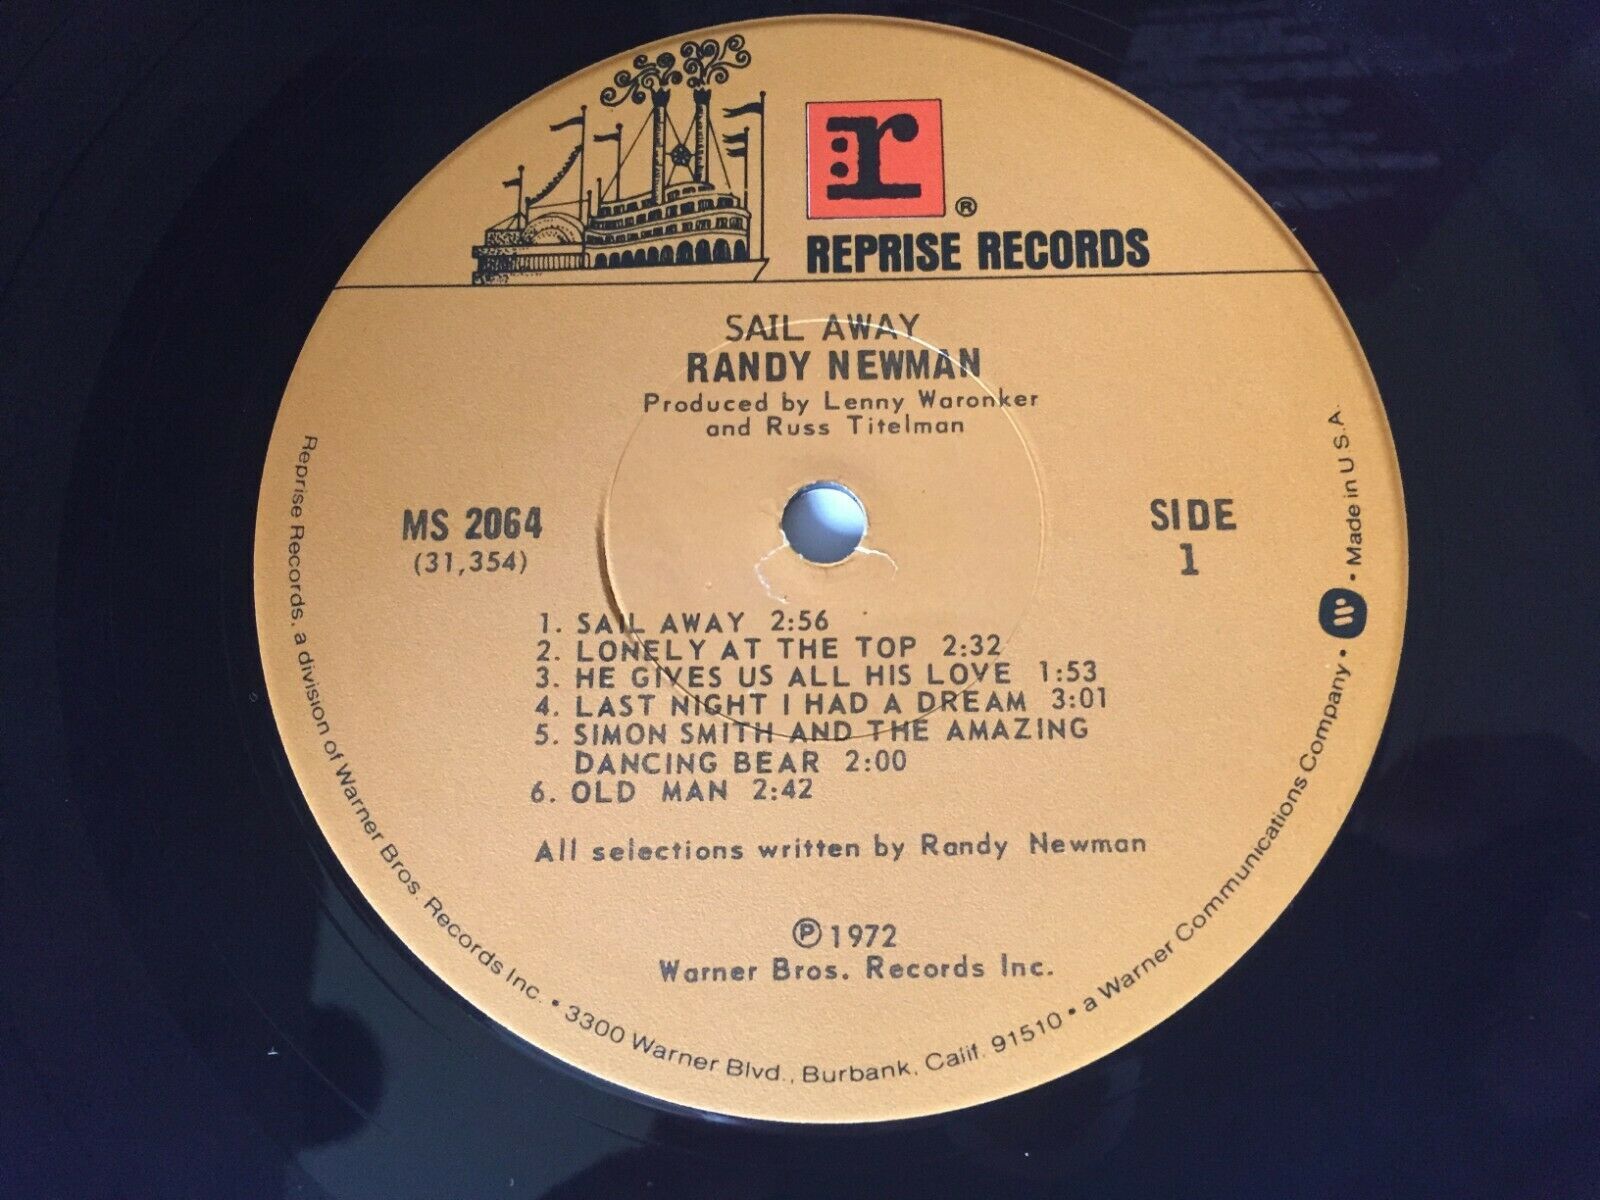 r
®
REPRISE RECORDS
SAIL AWAY
RANDY NEWMAN
Produced by Lenny Waronker
and Russ Titelman
MS 2064
(31,354)
SIDE
1
1. SAIL AWAY 2:56
2. LONELY AT THE TOP 2:32
3. HE GIVES US ALL HIS LOVE 1:53
4. LAST NIGHT I HAD A DREAM 3:01
5. SIMON SMITH AND THE AMAZING
DANCING BEAR 2:00
6. OLD MAN 2:42
All selections written by Randy Newman
℗ 1972
Warner Bros. Records Inc.
Reprise Records, a division of Warner Bros. Records Inc. • 3300 Warner Blvd., Burbank, Calif. 91510 • a Warner Communications Company • W • Made in U.S.A.